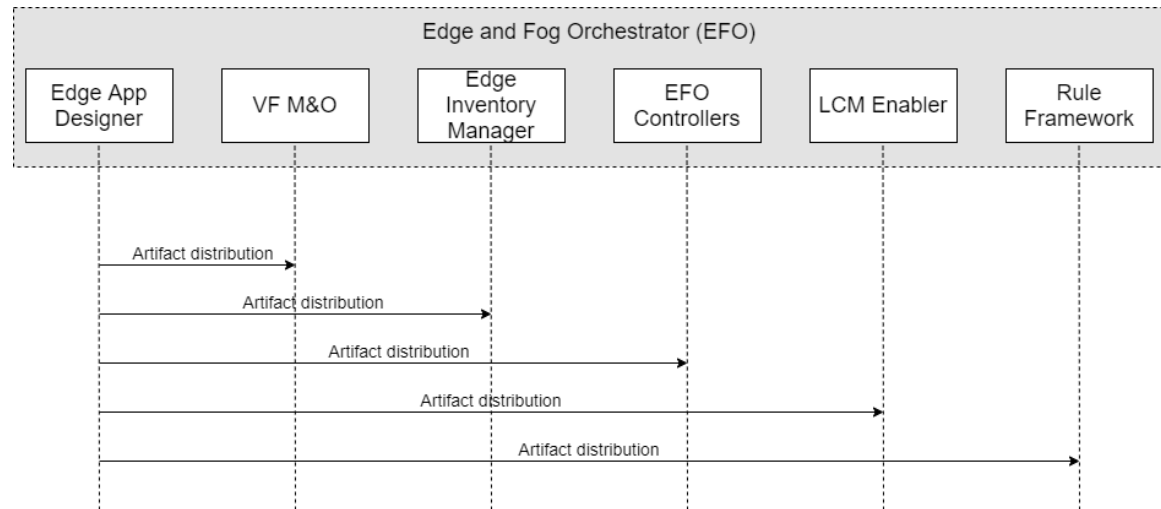 Edge and Fog Orchestrator (EFO)
Edge App
Designer
VF M&O
Edge
Inventory
Manager
EFO
Controllers
LCM Enabler
Rule
Framework
Artifact distribution
Artifact distribution
Artifact distribution
Artifact distribution
Artifact distribution